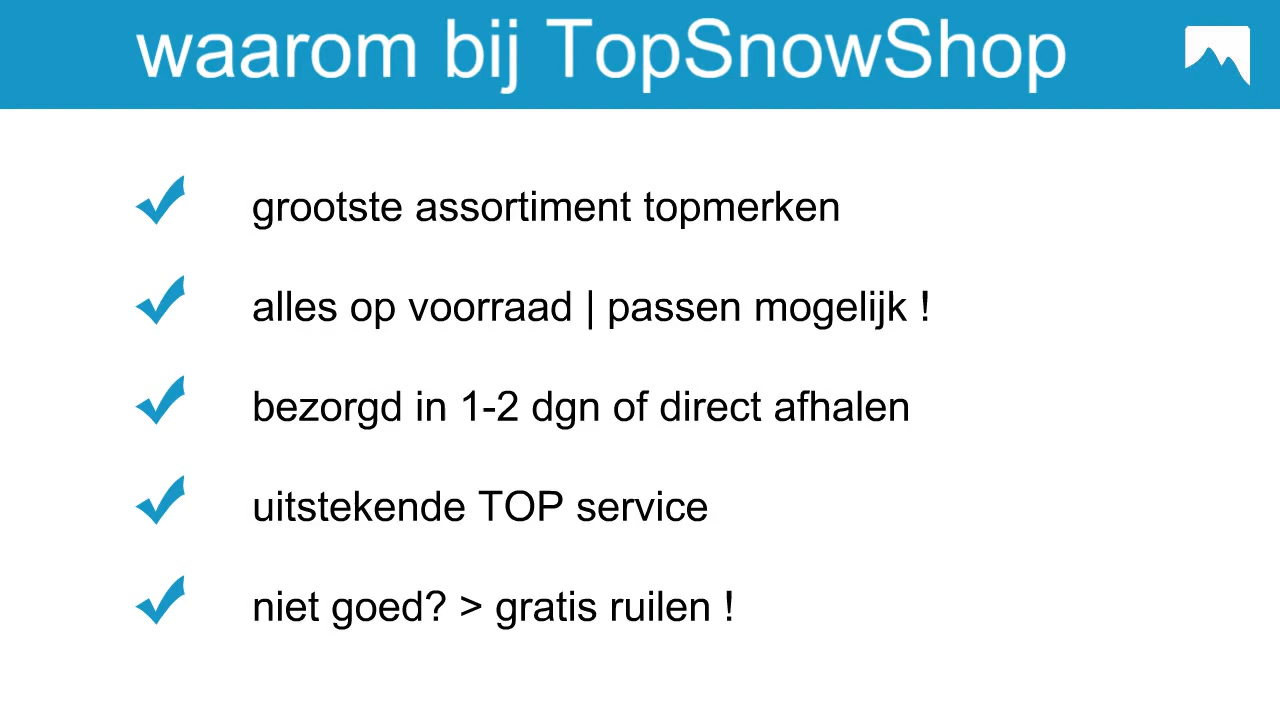 waarom bij TopSnowShop
grootste assortiment topmerken
alles op voorraad | passen mogelijk !
bezorgd in 1-2 dgn of direct afhalen
uitstekende TOP service
niet goed? > gratis ruilen !